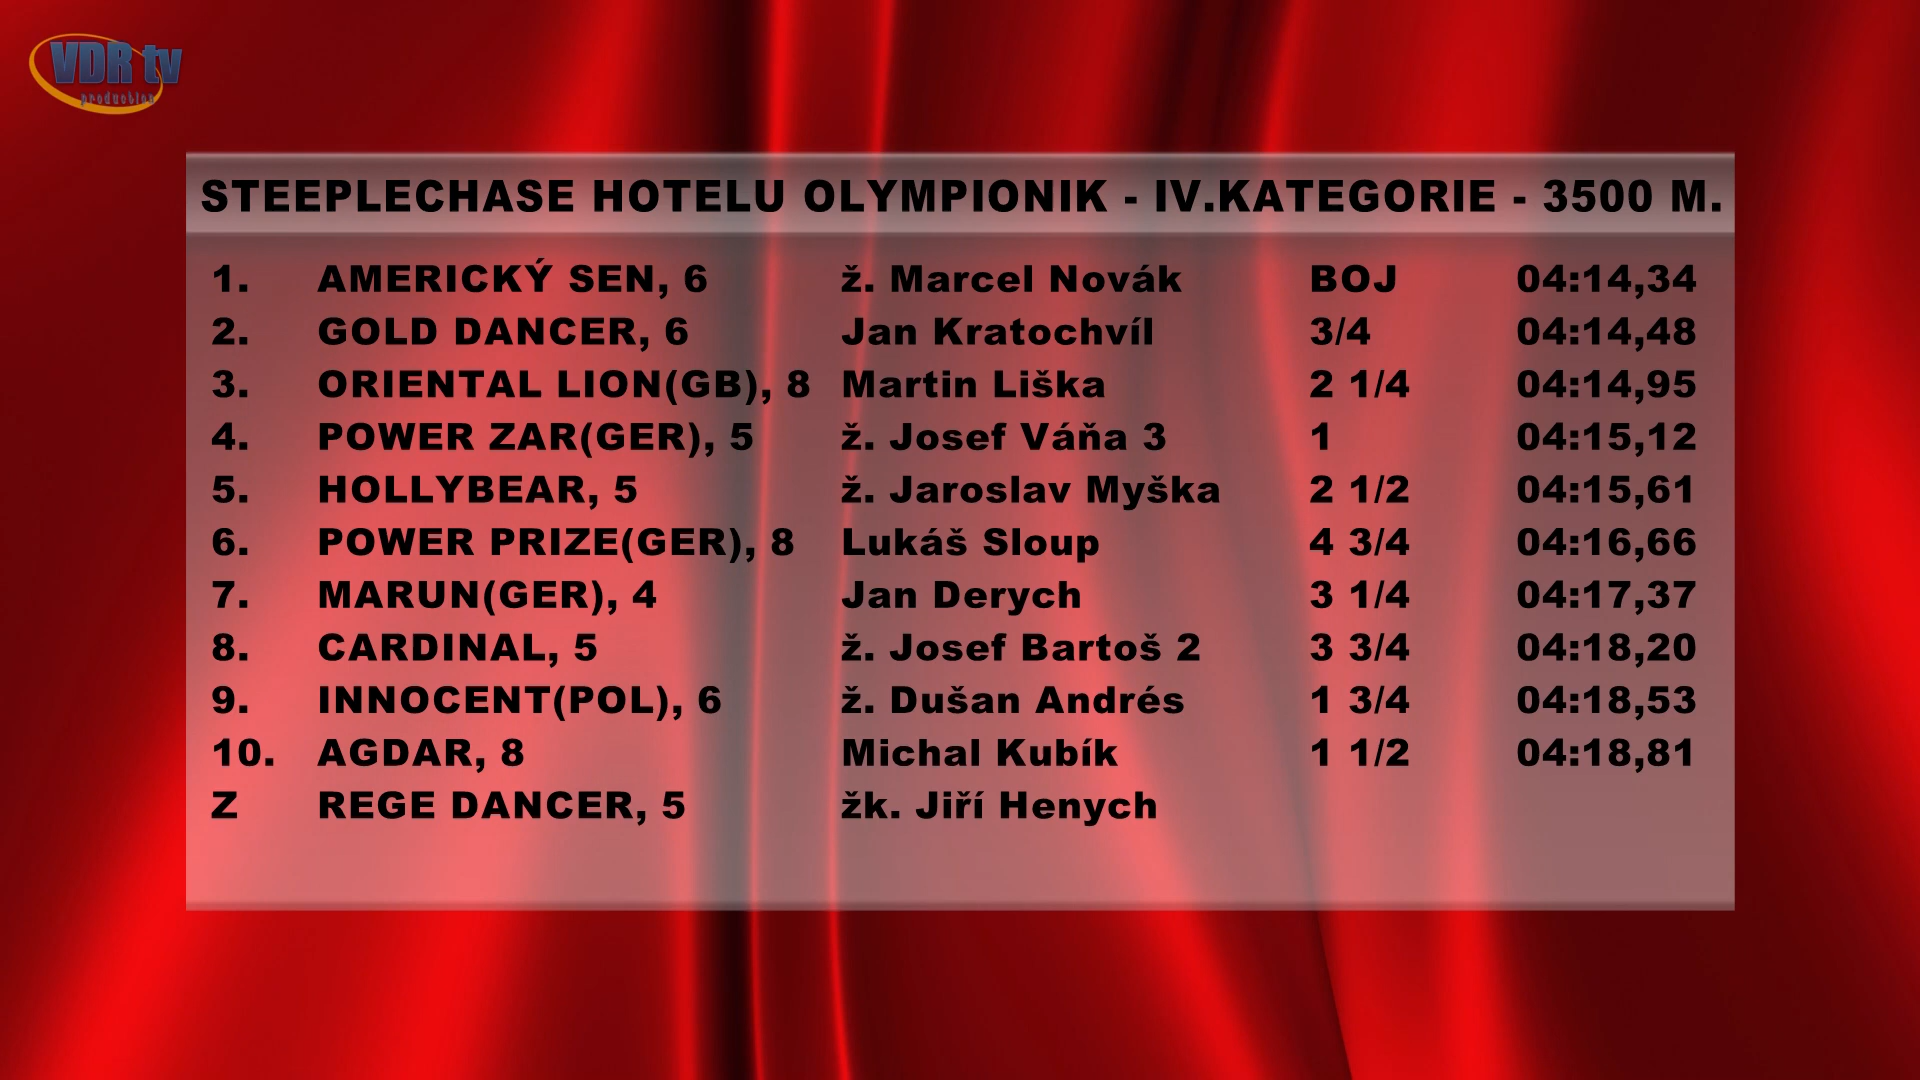 VDR tv
production
STEEPLECHASE HOTELU OLYMPIONIK - IV.KATEGORIE - 3500 M.
1. AMERICKÝ SEN, 6 ž. Marcel Novák BOJ 04:14,34
2. GOLD DANCER, 6 Jan Kratochvíl 3/4 04:14,48
3. ORIENTAL LION(GB), 8 Martin Liška 2 1/4 04:14,95
4. POWER ZAR(GER), 5 ž. Josef Váňa 3 1 04:15,12
5. HOLLYBEAR, 5 ž. Jaroslav Myška 2 1/2 04:15,61
6. POWER PRIZE(GER), 8 Lukáš Sloup 4 3/4 04:16,66
7. MARUN(GER), 4 Jan Derych 3 1/4 04:17,37
8. CARDINAL, 5 ž. Josef Bartoš 2 3 3/4 04:18,20
9. INNOCENT(POL), 6 ž. Dušan Andrés 1 3/4 04:18,53
10. AGDAR, 8 Michal Kubík 1 1/2 04:18,81
Z REGE DANCER, 5 žk. Jiří Henych